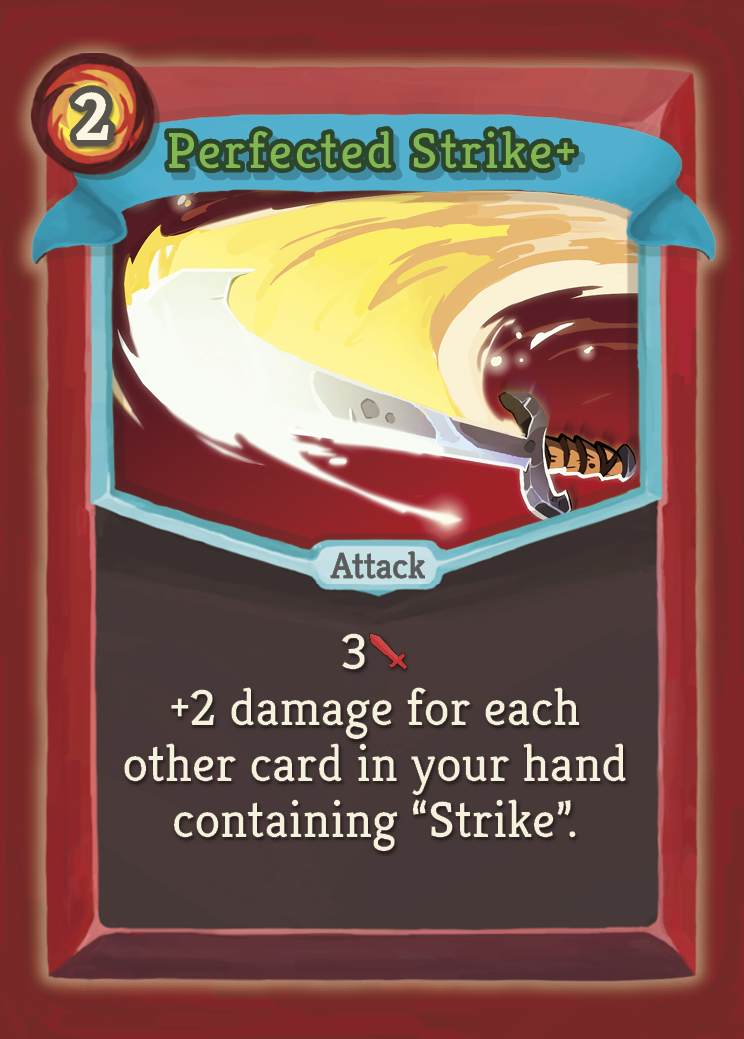 2
Perfected Strike+
Attack
3
+2 damage for each
other card in your hand
containing “Strike”.